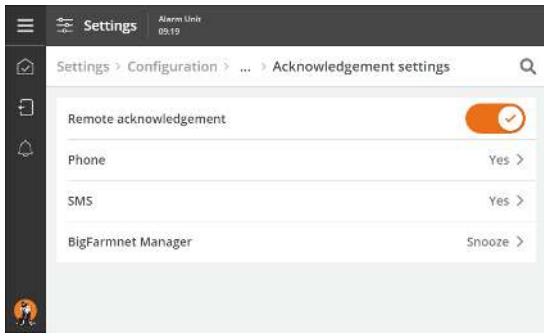 Settings
Alarm Unit
09:19
Settings > Configuration > ... > Acknowledgement settings
Remote acknowledgement
Phone Yes >
SMS Yes >
BigFarmnet Manager Snooze >